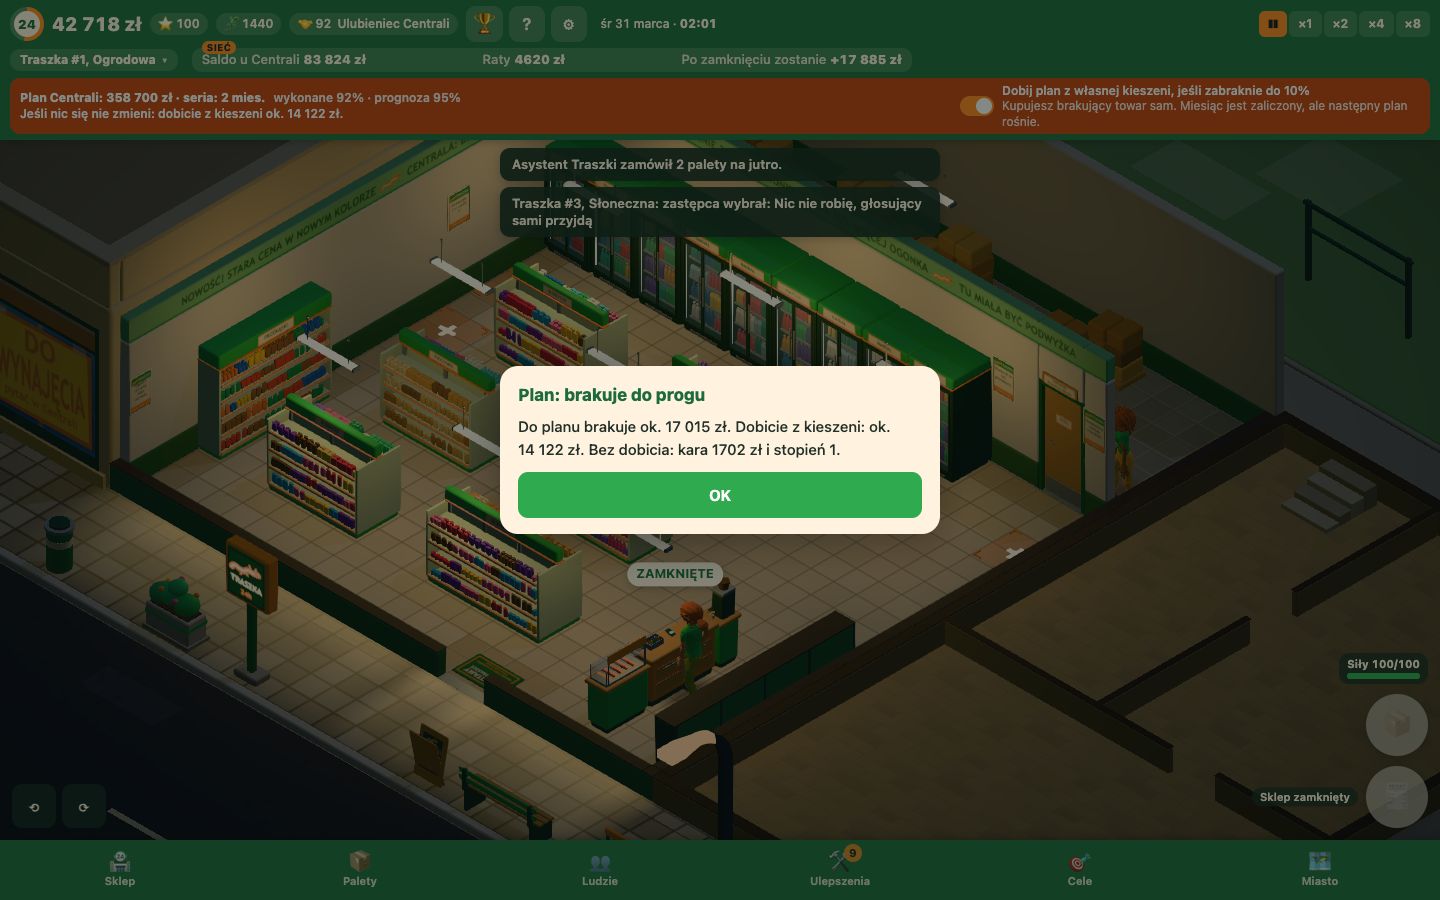 24
42 718 zł
100
1440
92 Ulubieniec Centrali
?
śr 31 marca · 02:01
×1
×2
×4
×8
Traszka #1, Ogrodowa
SIEĆ
Saldo u Centrali 83 824 zł
Raty 4620 zł
Po zamknięciu zostanie +17 885 zł
Plan Centrali: 358 700 zł · seria: 2 mies. wykonane 92% · prognoza 95%
Jeśli nic się nie zmieni: dobicie z kieszeni ok. 14 122 zł.
Dobij plan z własnej kieszeni, jeśli zabraknie do 10%
Kupujesz brakujący towar sam. Miesiąc jest zaliczony, ale następny plan
rośnie.
Asystent Traszki zamówił 2 palety na jutro.
Traszka #3, Słoneczna: zastępca wybrał: Nic nie robię, głosujący
sami przyjdą
NOWOŚCI STARA CENA W NOWYM KOLORZE
CENTRALA:
OGONKA
TU MIAŁA BYĆ PODWYŻKA
DO
WYNAJĘCIA
Plan: brakuje do progu
Do planu brakuje ok. 17 015 zł. Dobicie z kieszeni: ok.
14 122 zł. Bez dobicia: kara 1702 zł i stopień 1.
OK
ZAMKNIĘTE
TRASZKA
Siły 100/100
Sklep zamknięty
Sklep
Palety
Ludzie
9
Ulepszenia
Cele
Miasto